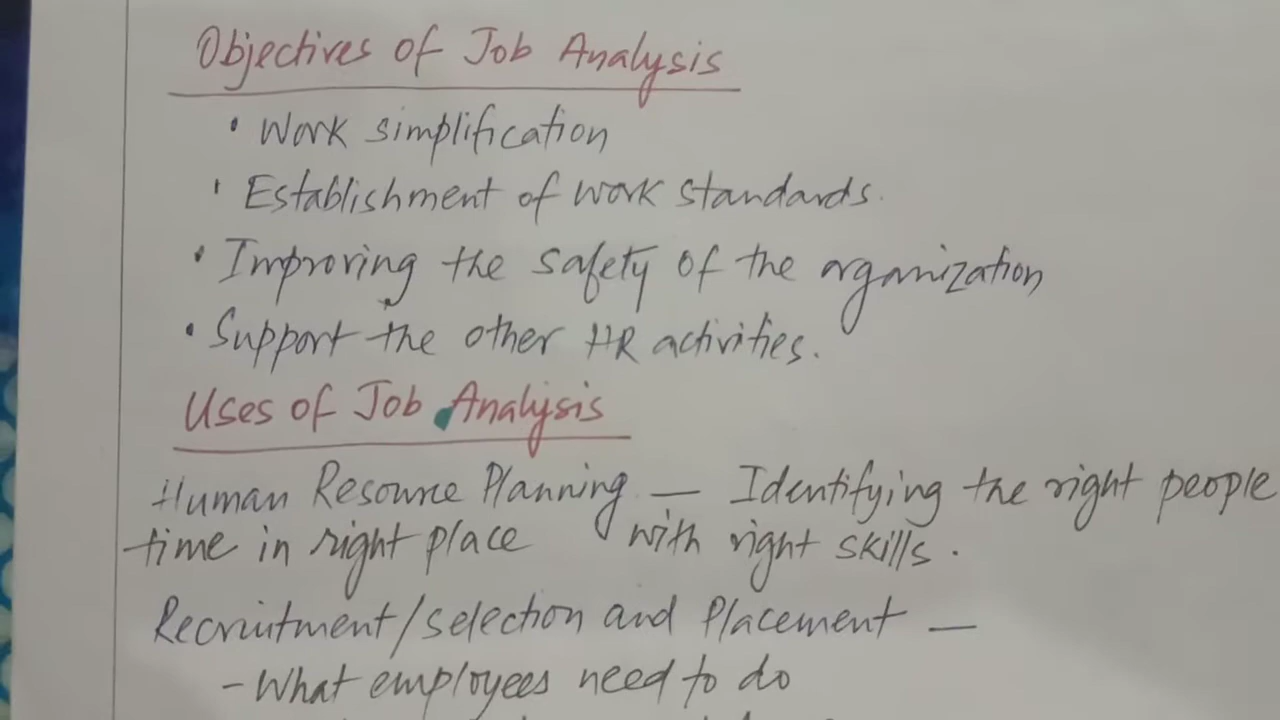 Objectives of Job Analysis
• Work simplification
• Establishment of work standards.
• Improving the safety of the organization
• Support the other HR activities.
Uses of Job Analysis
Human Resource Planning — Identifying the right people
time in right place with right skills.
Recruitment/selection and Placement —
- What employees need to do